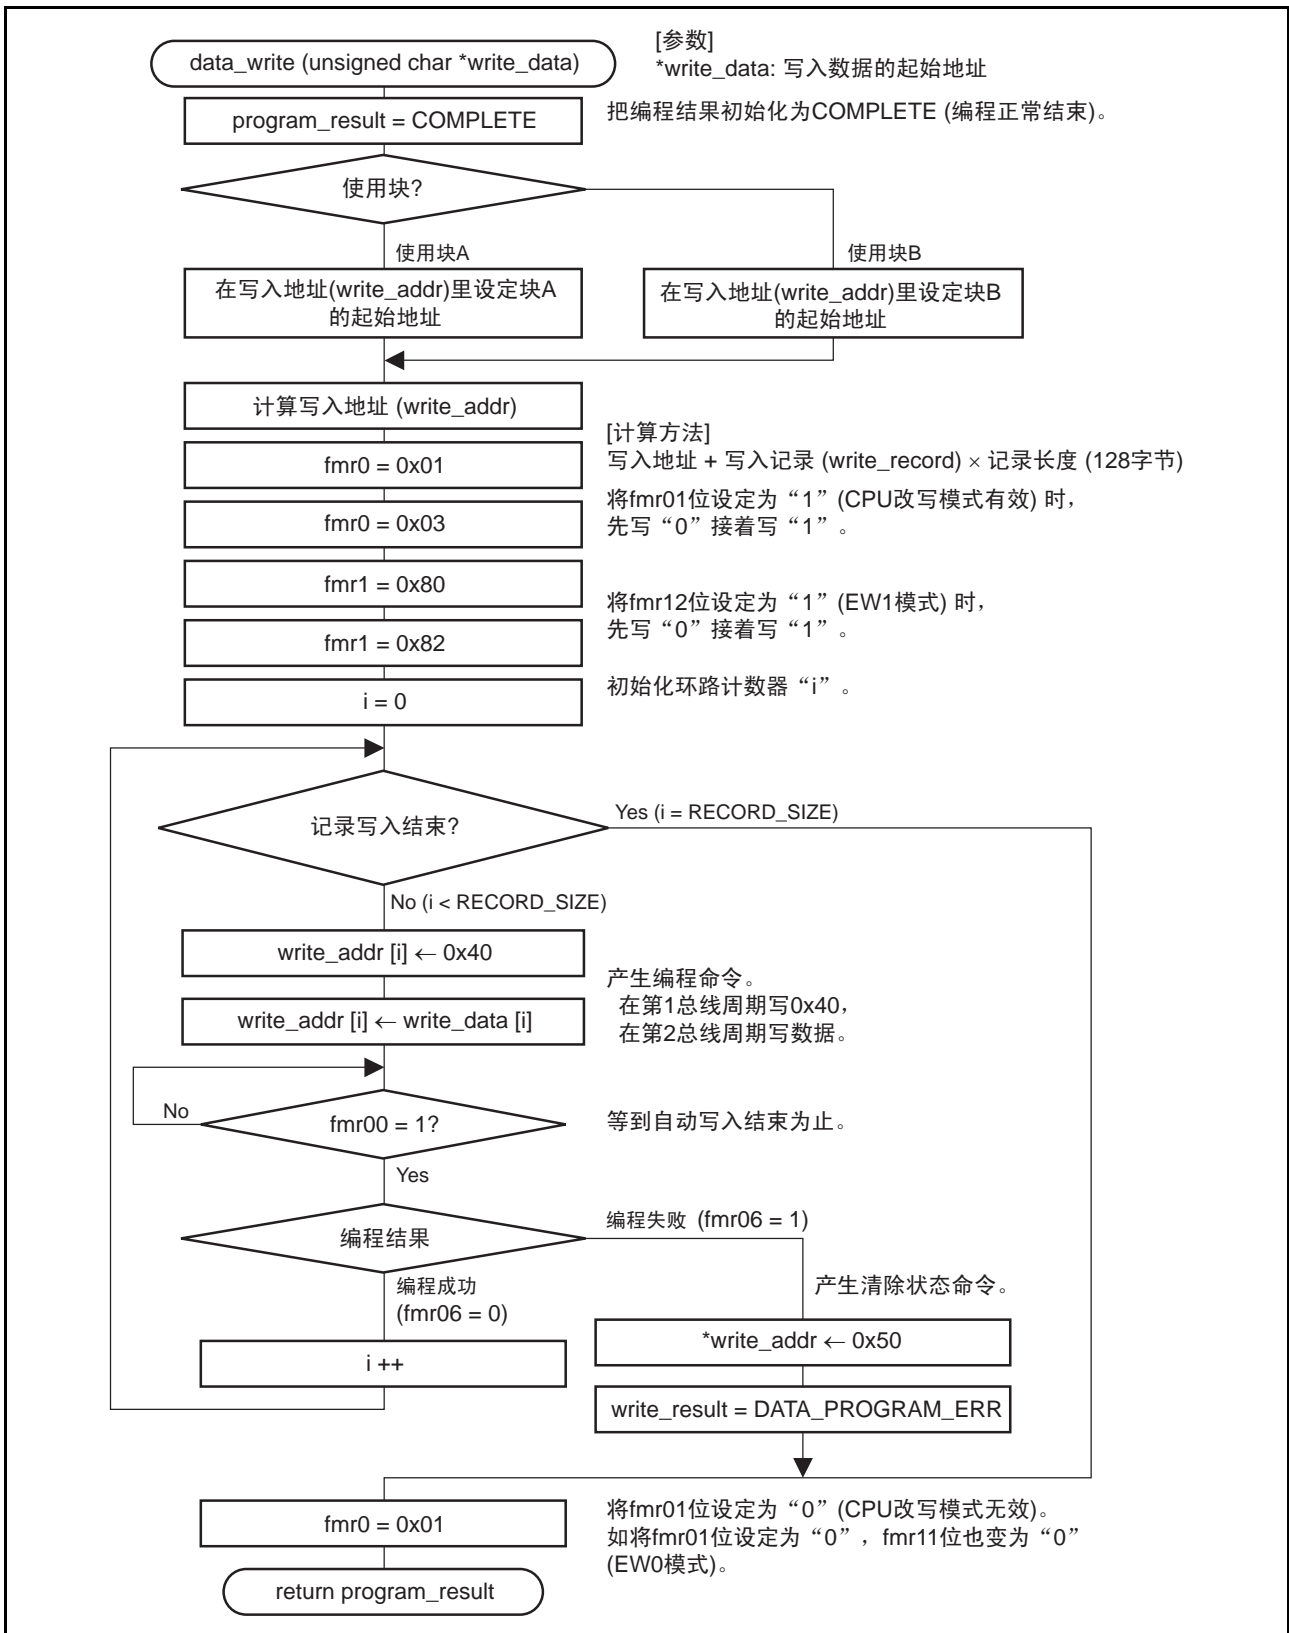 data_write (unsigned char *write_data)
[参数]
*write_data: 写入数据的起始地址
program_result = COMPLETE
把编程结果初始化为COMPLETE (编程正常结束)。
使用块?
使用块A
使用块B
在写入地址(write_addr)里设定块A
的起始地址
在写入地址(write_addr)里设定块B
的起始地址
计算写入地址 (write_addr)
[计算方法]
写入地址 + 写入记录 (write_record) × 记录长度 (128字节)
fmr0 = 0x01
将fmr01位设定为“1”(CPU改写模式有效) 时，
先写“0”接着写“1”。
fmr0 = 0x03
fmr1 = 0x80
将fmr12位设定为“1”(EW1模式) 时，
先写“0”接着写“1”。
fmr1 = 0x82
i = 0
初始化环路计数器“i”。
记录写入结束?
Yes (i = RECORD_SIZE)
No (i < RECORD_SIZE)
write_addr [i] ← 0x40
产生编程命令。
在第1总线周期写0x40，
在第2总线周期写数据。
write_addr [i] ← write_data [i]
No
fmr00 = 1?
等到自动写入结束为止。
Yes
编程结果
编程失败 (fmr06 = 1)
编程成功
(fmr06 = 0)
产生清除状态命令。
i ++
*write_addr ← 0x50
write_result = DATA_PROGRAM_ERR
fmr0 = 0x01
将fmr01位设定为“0”(CPU改写模式无效)。
如将fmr01位设定为“0”，fmr11位也变为“0”
(EW0模式)。
return program_result